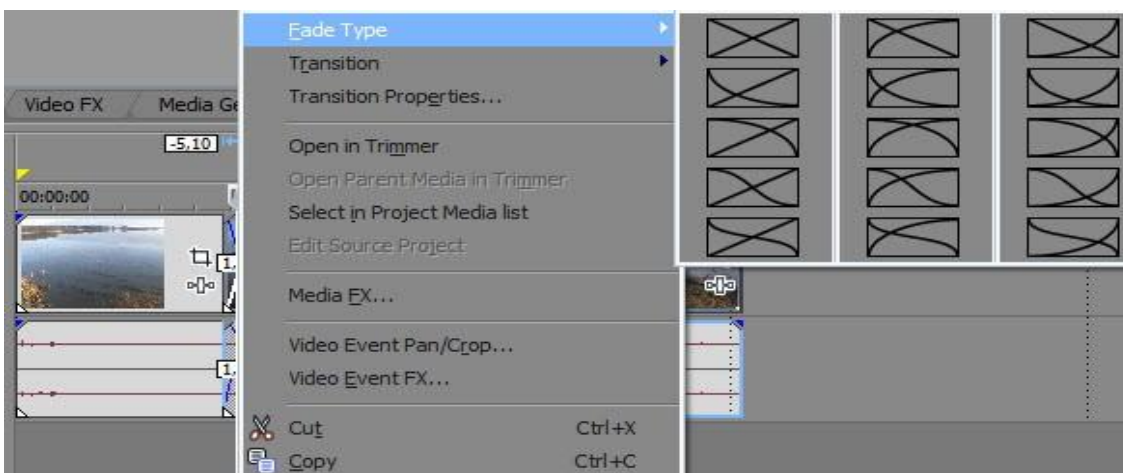 Fade Type
Transition
Transition Properties...
Video FX
Media Ge
-5,10
Open in Trimmer
Open Parent Media in Trimmer
00:00:00
Select in Project Media list
Edit Source Project
1,
Media FX...
Video Event Pan/Crop...
1,
Video Event FX...
Cut Ctrl+X
Copy Ctrl+C